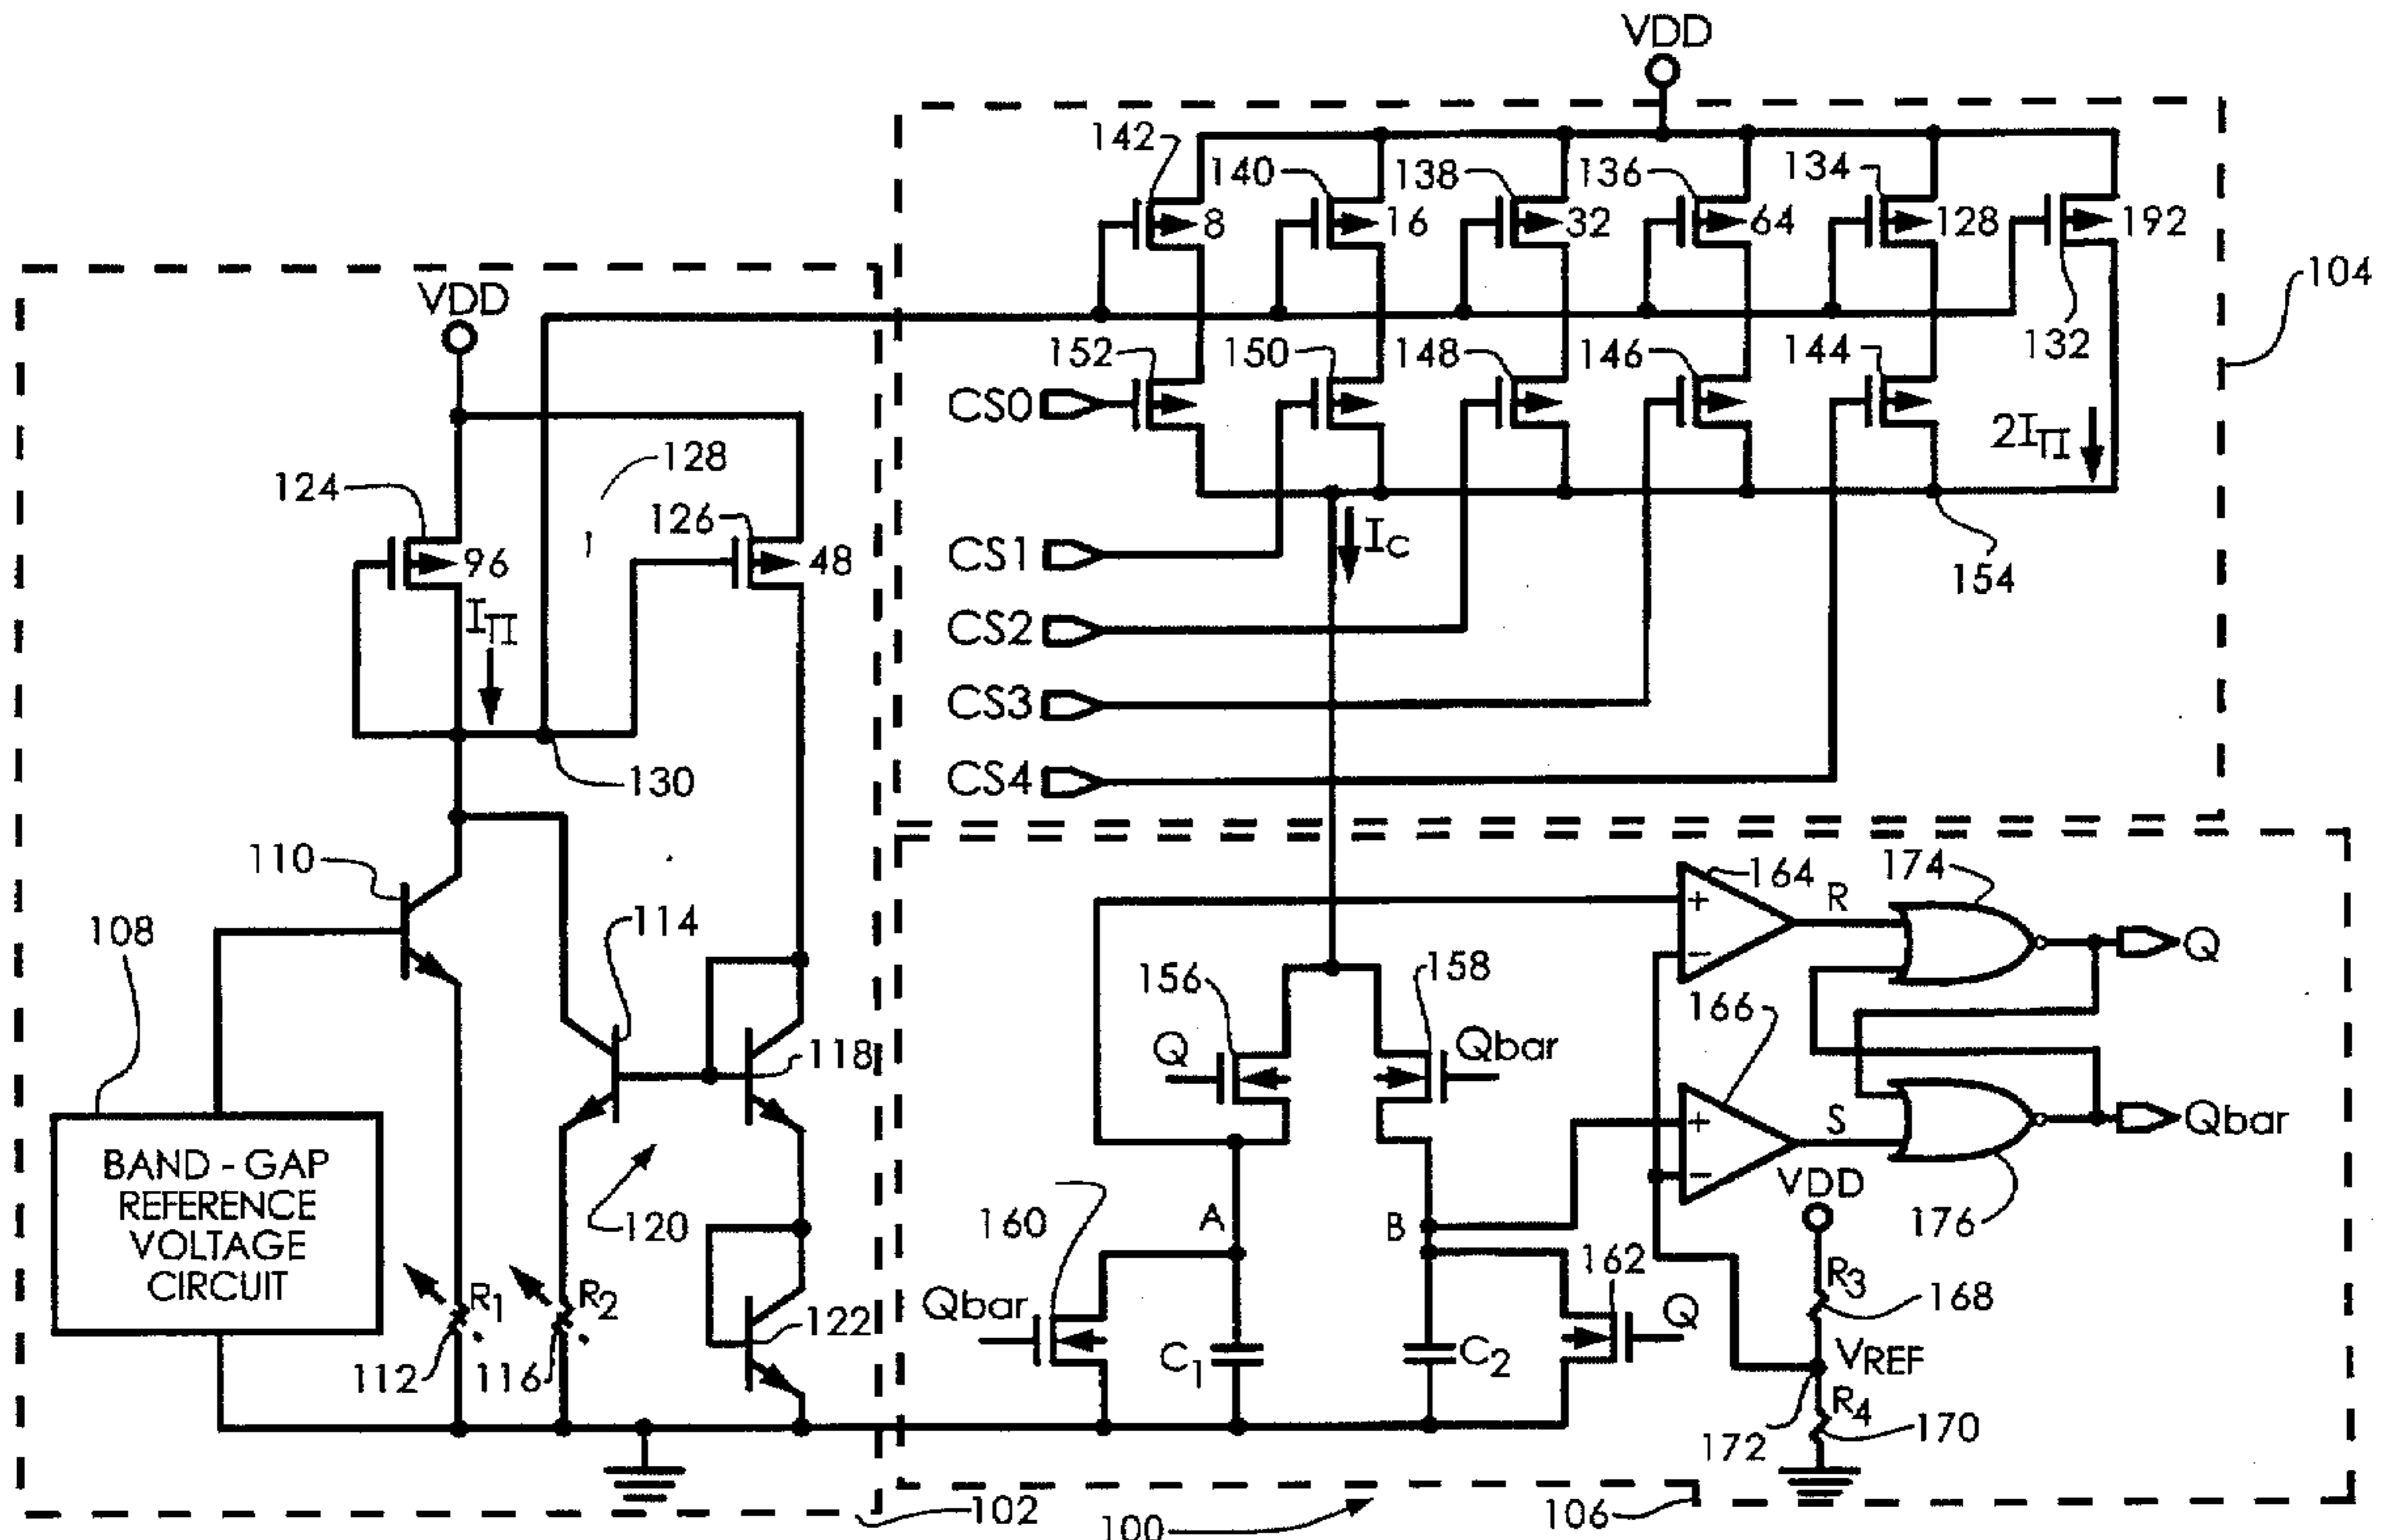 VDD
142
140
138
136
134
8
16
32
64
128
192
104
VDD
152
150
148
146
144
132
CS0
2ITI
128
124
126
CS1
IC
154
96
48
ITI
CS2
CS3
130
CS4
110
164
R
174
108
114
+
-
Q
156
158
166
118
Q
Qbar
+
S
Qbar
-
VDD
BAND - GAP
REFERENCE
VOLTAGE
CIRCUIT
120
160
A
B
176
162
R1
R2
Qbar
Q
R3
168
122
C1
C2
VREF
112
116
R4
172
170
102
100
106